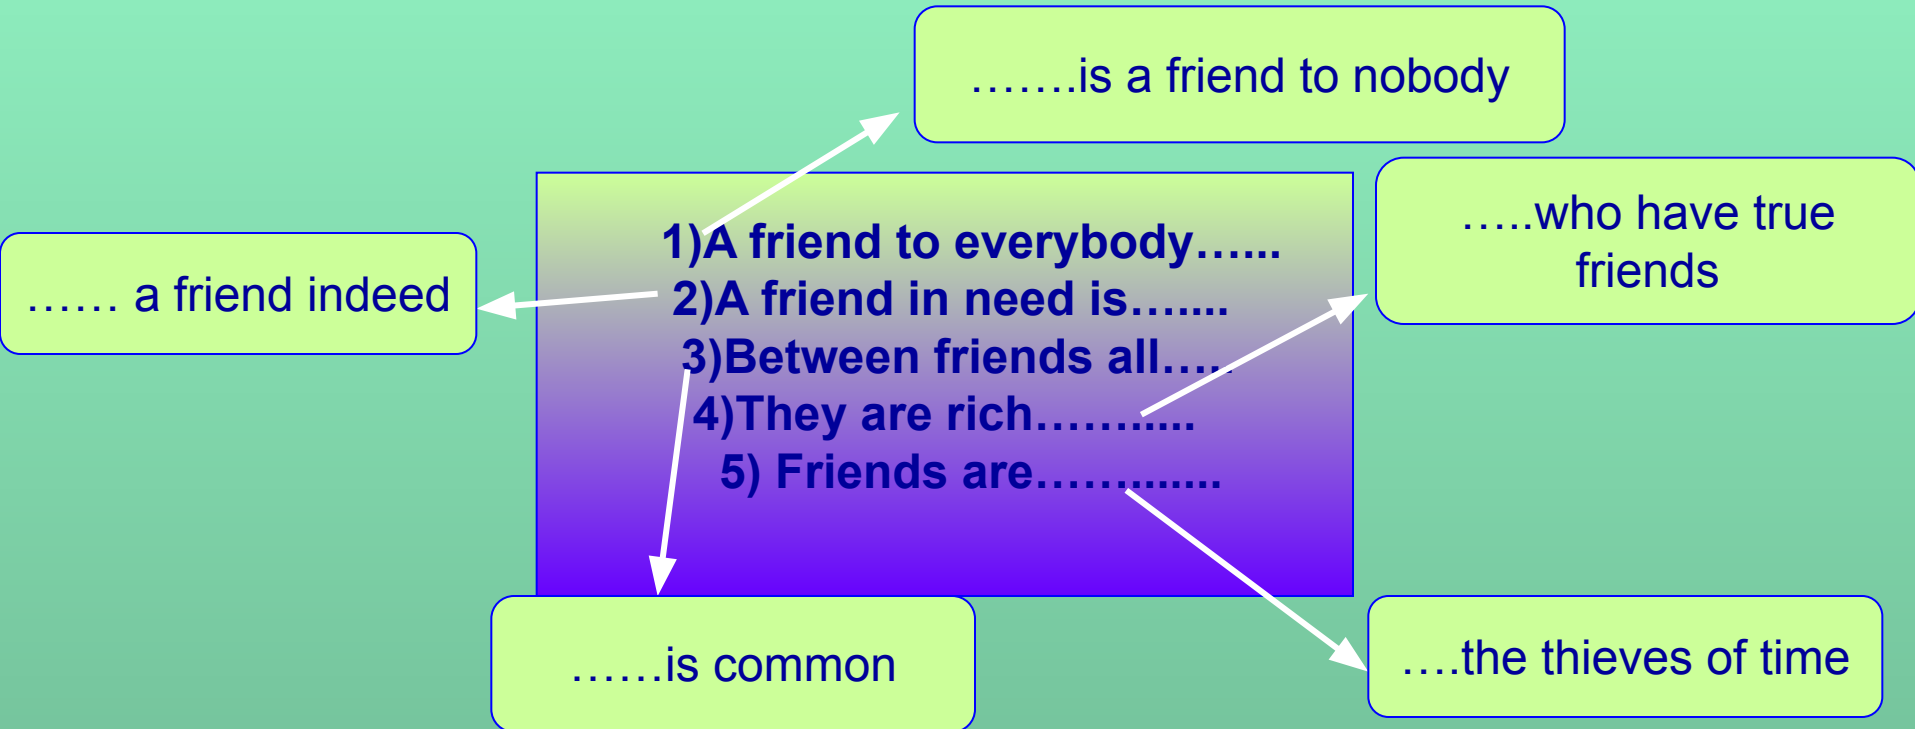 …….is a friend to nobody
…..who have true
friends
…… a friend indeed
1)A friend to everybody…...
2)A friend in need is…....
3)Between friends all…..
4)They are rich…….....
5) Friends are…….......
……is common
….the thieves of time